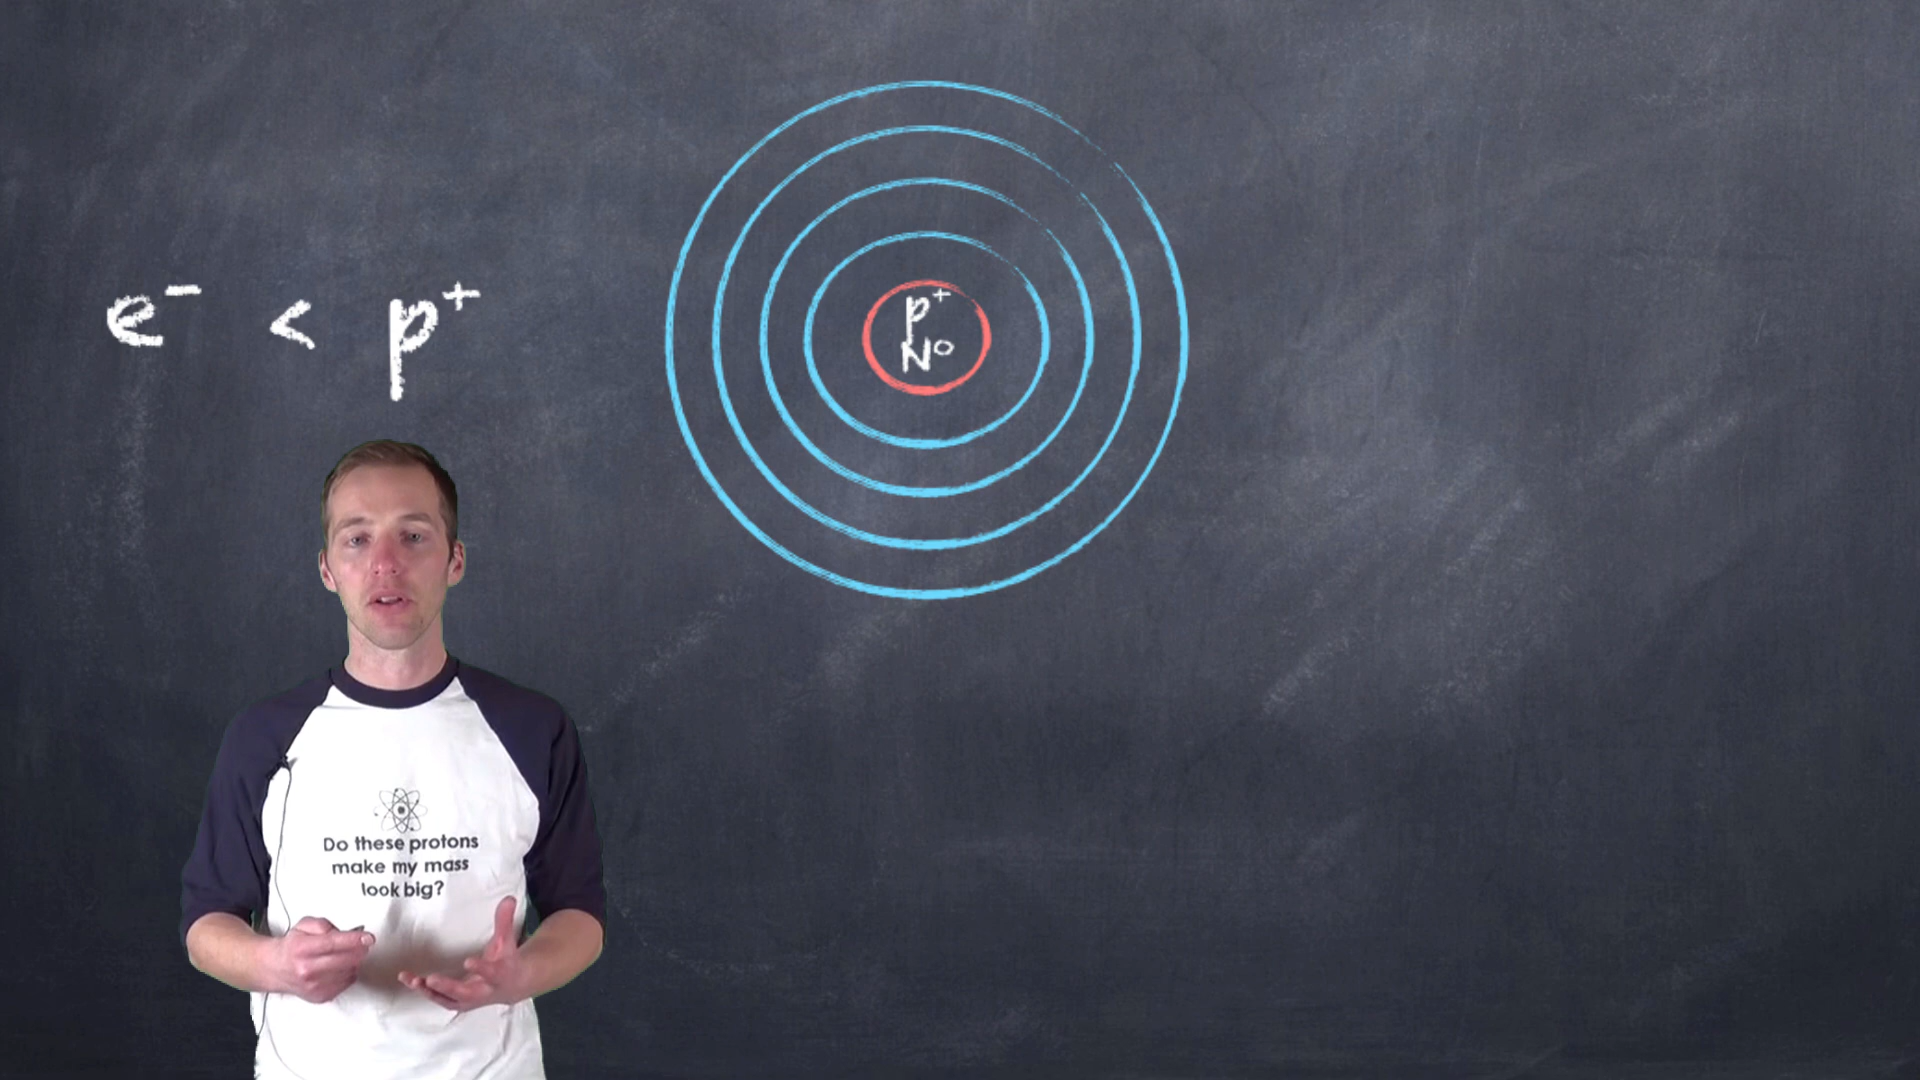 e⁻ < p⁺
p⁺
N⁰
Do these protons
make my mass
look big?